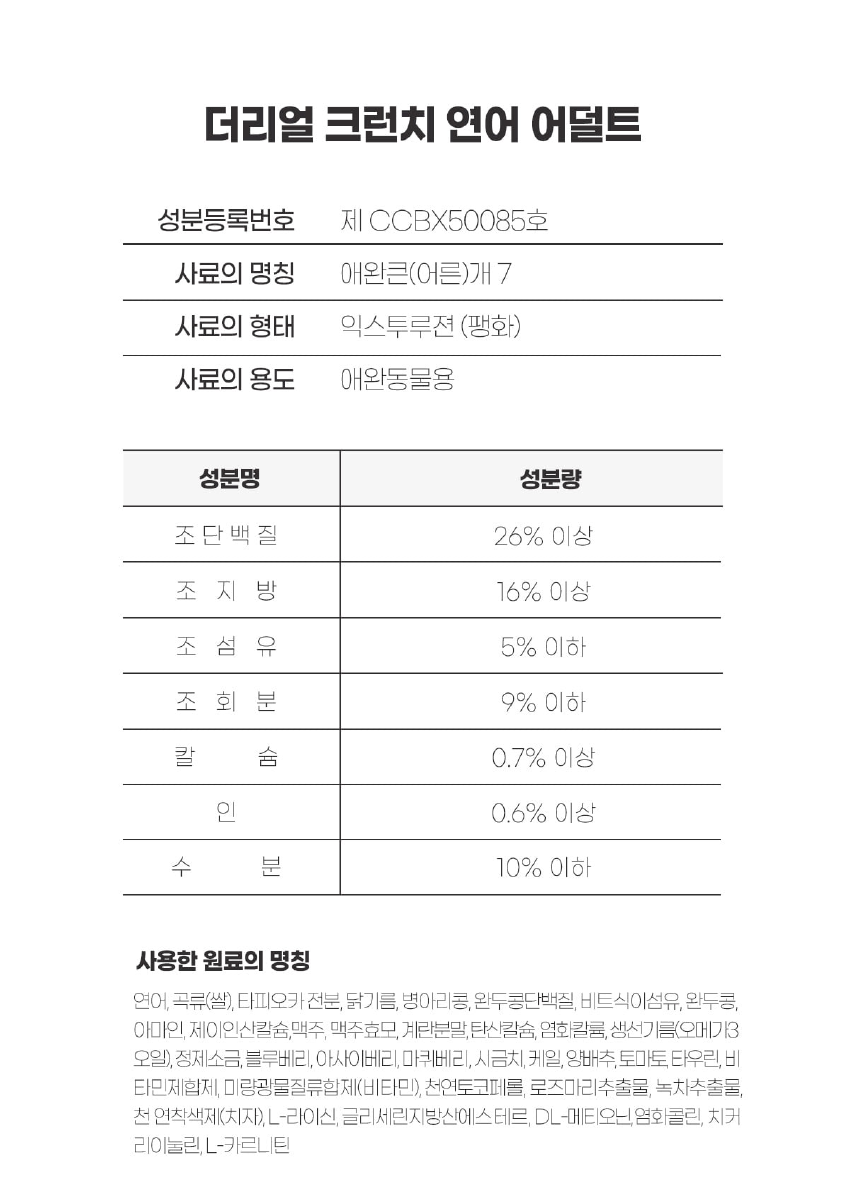 더리얼 크런치 연어 어덜트
성분등록번호 제 CCBX50085호
사료의 명칭 애완큰(어른)개 7
사료의 형태 익스투루젼 (팽화)
사료의 용도 애완동물용
성분명 성분량
조단백질 26% 이상
조 지 방 16% 이상
조 섬 유 5% 이하
조 회 분 9% 이하
칼 슘 0.7% 이상
인 0.6% 이상
수 분 10% 이하
사용한 원료의 명칭
연어, 곡류(쌀), 타피오카 전분, 닭기름, 병아리콩, 완두콩단백질, 비트식이섬유, 완두콩,
아마인, 제이인산칼슘,맥주, 맥주효모, 계란분말,탄산칼슘, 염화칼륨, 생선기름(오메가3
오일), 정제소금, 블루베리, 아사이베리, 마퀴베리, 시금치, 케일, 양배추, 토마토, 타우린, 비
타민제합제, 미량광물질류합제(비타민), 천연토코페롤, 로즈마리추출물, 녹차추출물,
천 연착색제(치자), L-라이신, 글리세린지방산에스테르, DL-메티오닌,염화콜린, 치커
리이눌린, L-카르니틴